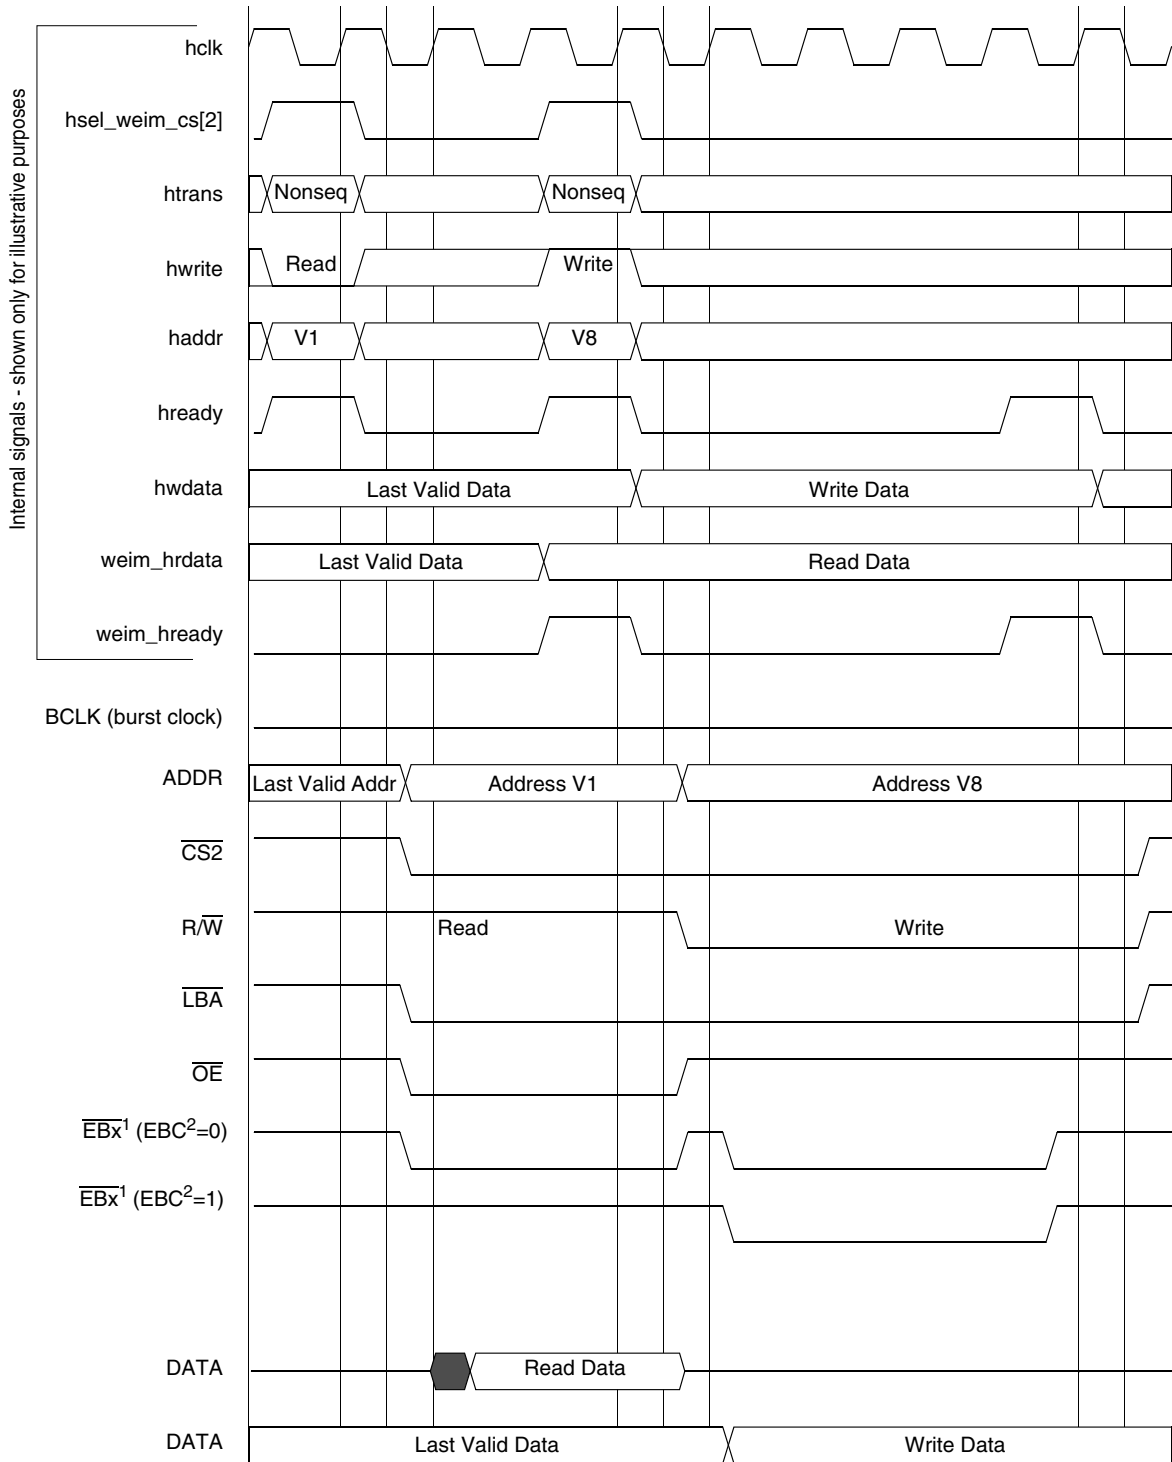 Internal signals - shown only for illustrative purposes
hclk
hsel_weim_cs[2]
htrans Nonseq Nonseq
hwrite Read Write
haddr V1 V8
hready
hwdata Last Valid Data Write Data
weim_hrdata Last Valid Data Read Data
weim_hready
BCLK (burst clock)
ADDR Last Valid Addr Address V1 Address V8
CS2
R/W Read Write
LBA
OE
EBx¹ (EBC²=0)
EBx¹ (EBC²=1)
DATA Read Data
DATA Last Valid Data Write Data